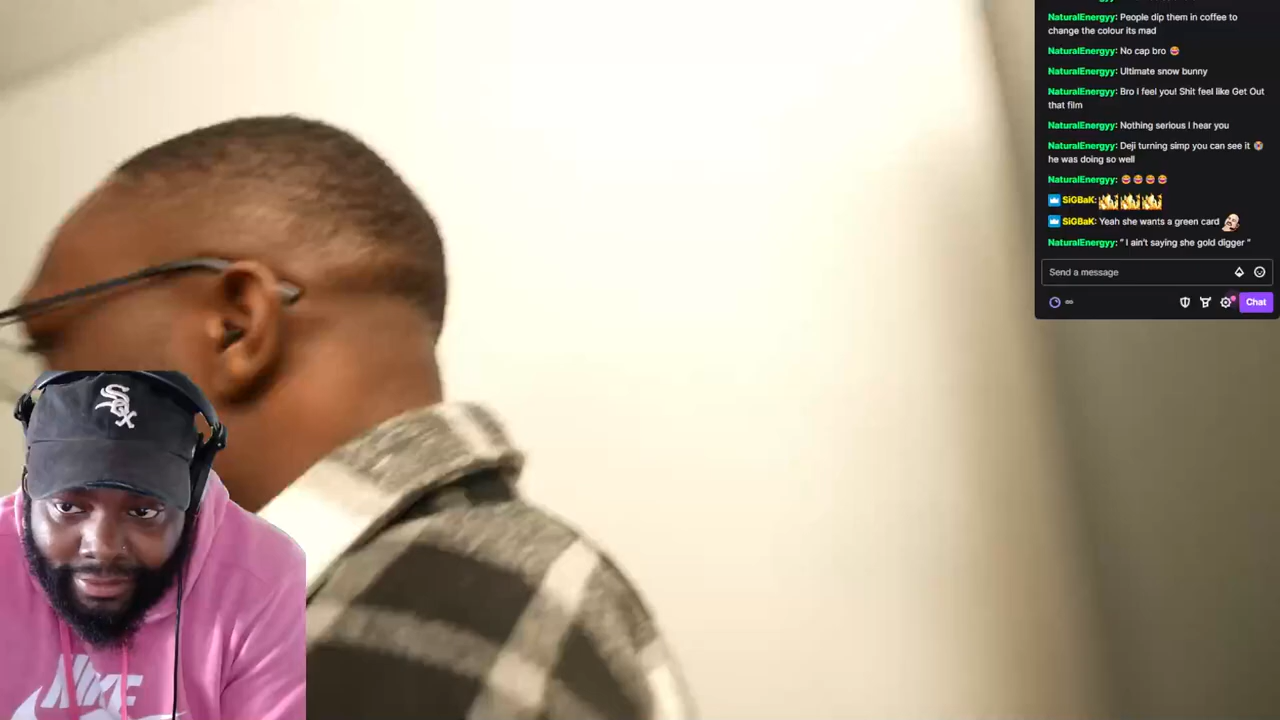 NaturalEnergyy: People dip them in coffee to
change the colour its mad
NaturalEnergyy: No cap bro
NaturalEnergyy: Ultimate snow bunny
NaturalEnergyy: Bro I feel you! Shit feel like Get Out
that film
NaturalEnergyy: Nothing serious I hear you
NaturalEnergyy: Deji turning simp you can see it
he was doing so well
NaturalEnergyy:
SiGBaK:
SiGBaK: Yeah she wants a green card
NaturalEnergyy: “ I ain't saying she gold digger ”
Send a message
Chat
SOX
NIKE